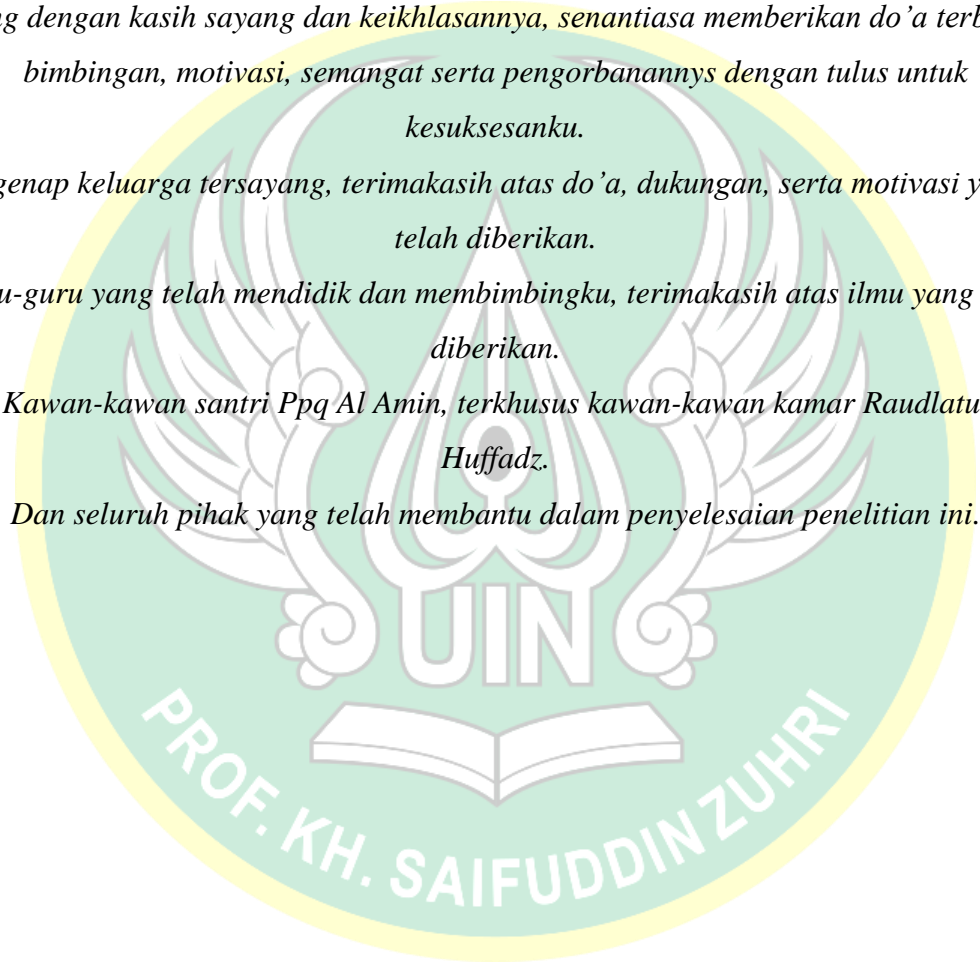 ng dengan kasih sayang dan keikhlasannya, senantiasa memberikan do’a terb
bimbingan, motivasi, semangat serta pengorbanannys dengan tulus untuk
kesuksesanku.
genap keluarga tersayang, terimakasih atas do’a, dukungan, serta motivasi y
telah diberikan.
u-guru yang telah mendidik dan membimbingku, terimakasih atas ilmu yang
diberikan.
Kawan-kawan santri Ppq Al Amin, terkhusus kawan-kawan kamar Raudlatu
Huffadz.
Dan seluruh pihak yang telah membantu dalam penyelesaian penelitian ini.
UIN
PROF. KH. SAIFUDDIN ZUHRI